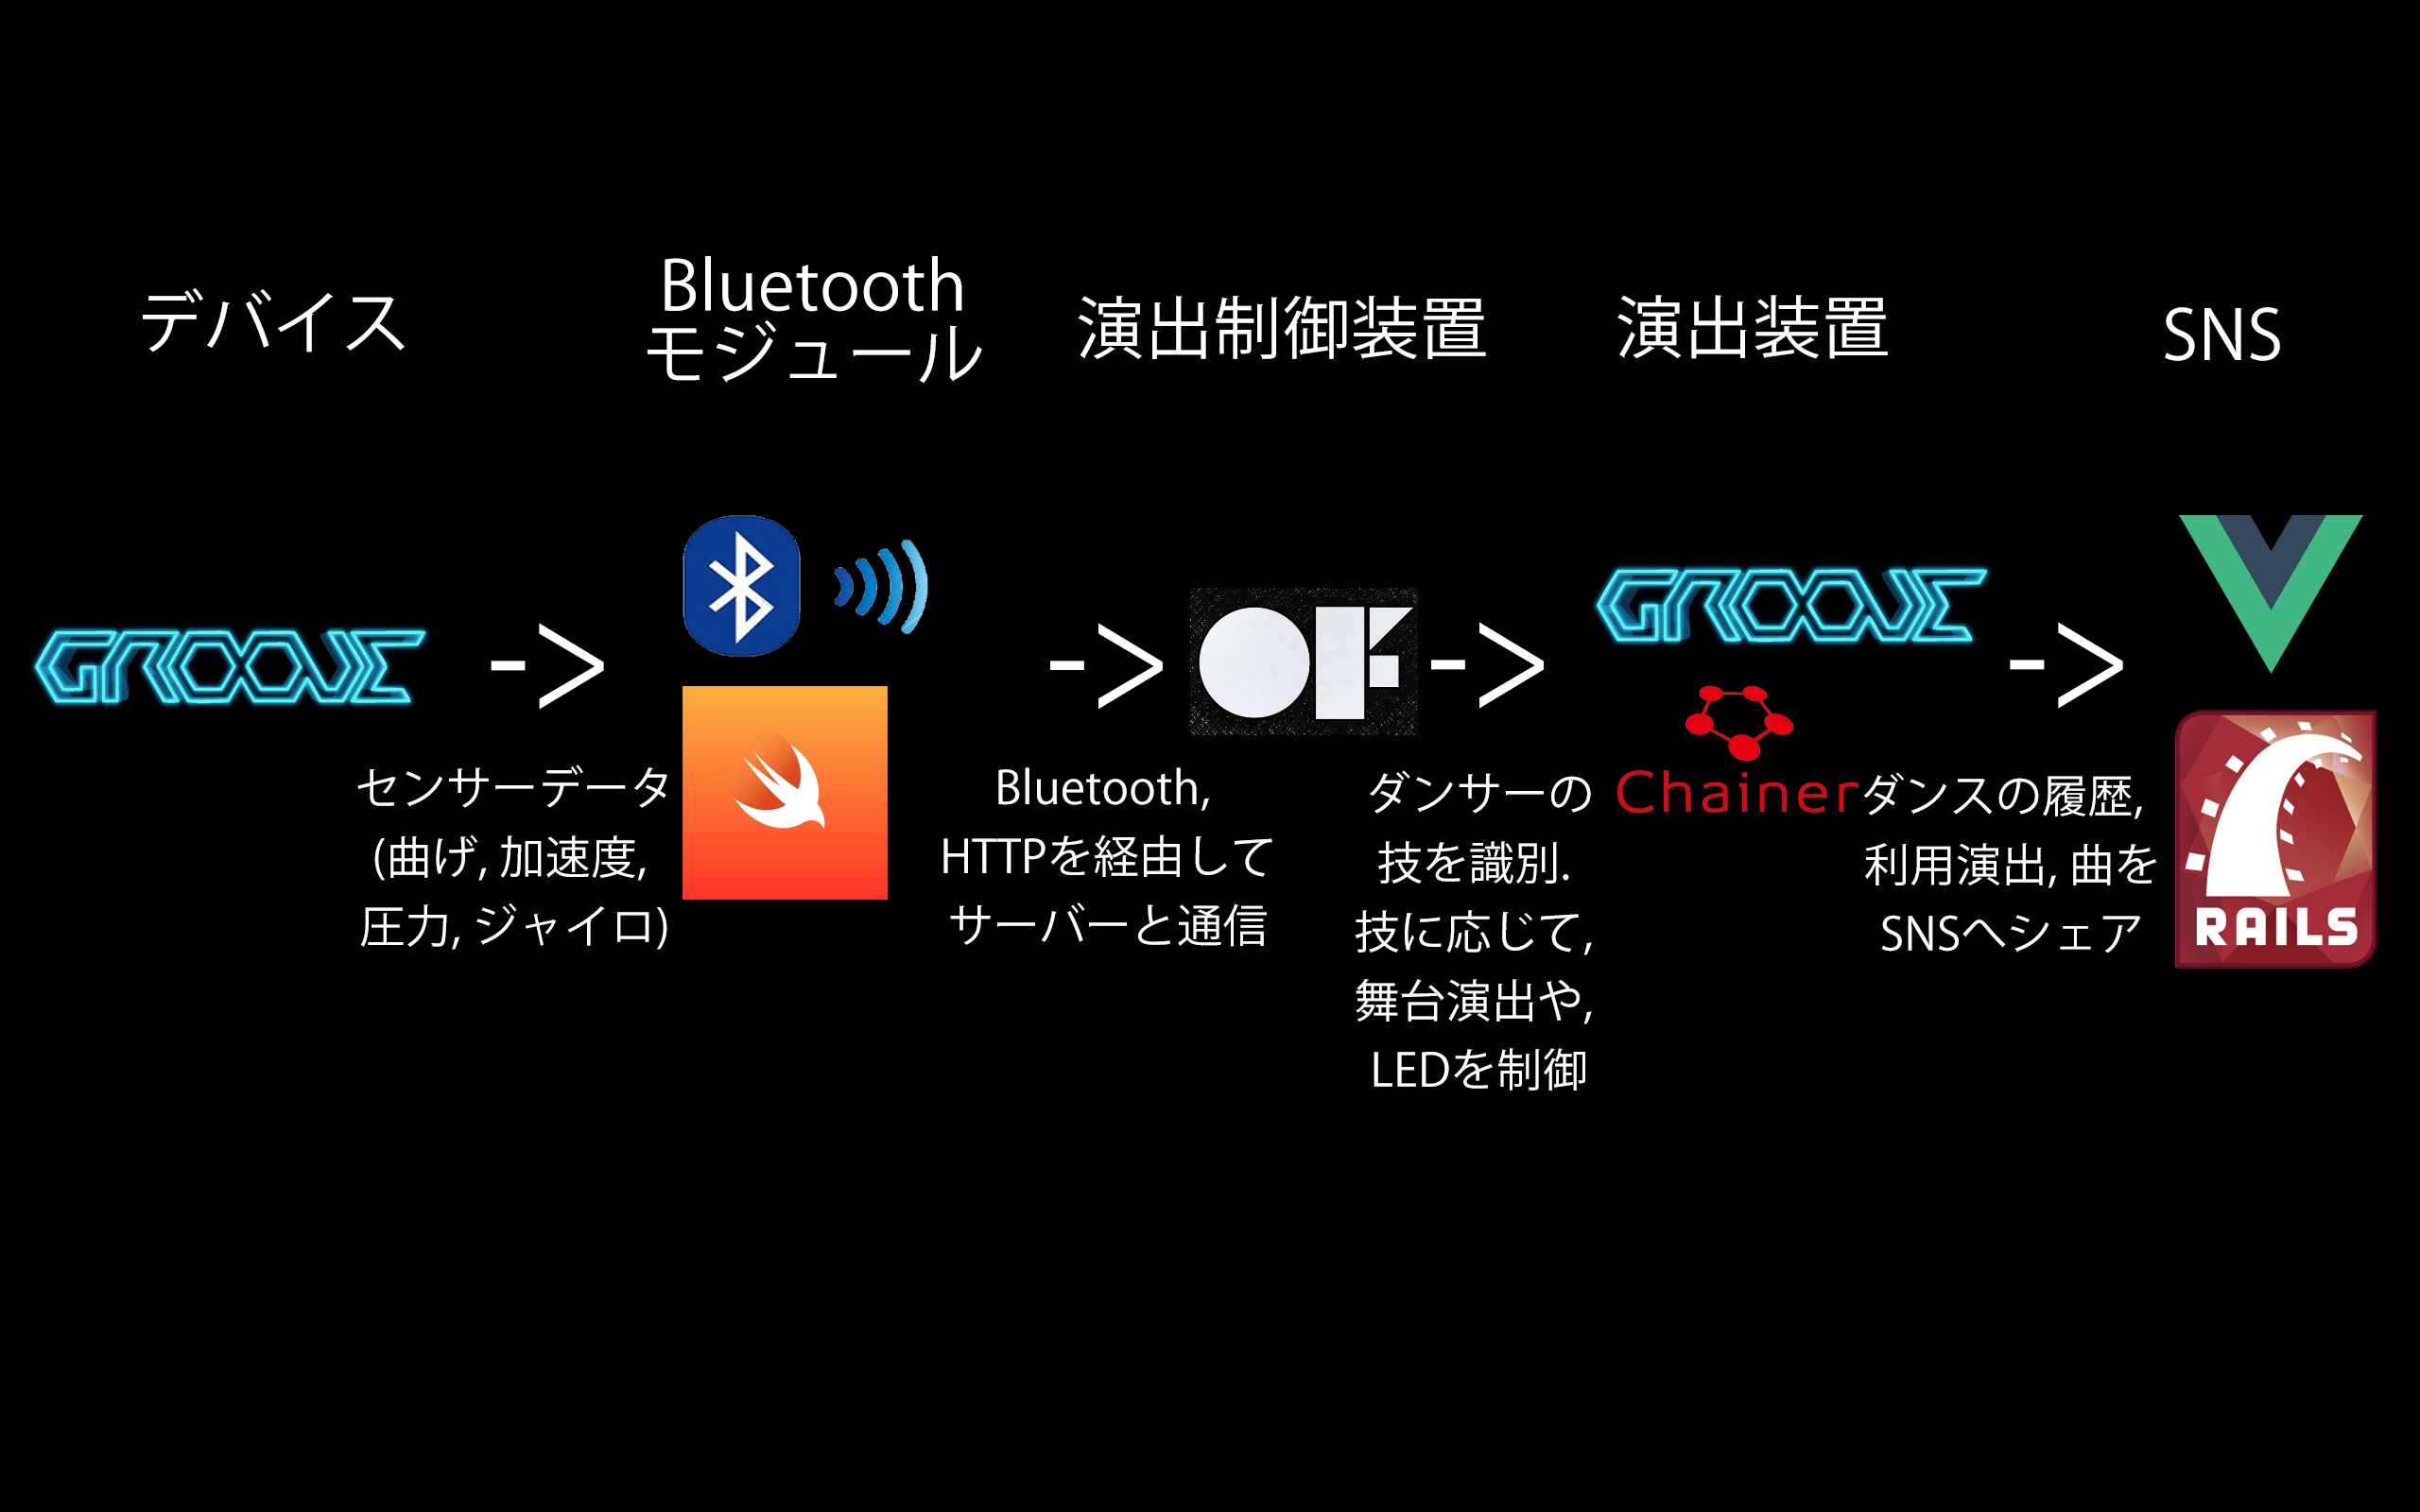 デバイス
Bluetooth
モジュール
演出制御装置
演出装置
SNS
GROOVE
->
センサーデータ
(曲げ, 加速度,
圧力, ジャイロ)
->
Bluetooth,
HTTPを経由して
サーバーと通信
OF
->
ダンサーの
技を識別.
技に応じて,
舞台演出や,
LEDを制御
GROOVE
Chainer
->
ダンスの履歴,
利用演出, 曲を
SNSへシェア
RAILS